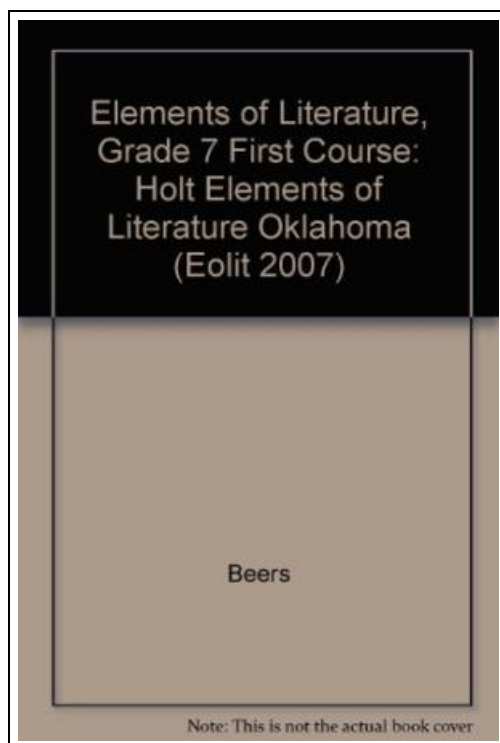 Elements of Literature,
Grade 7 First Course:
Holt Elements of
Literature Oklahoma
(Eolit 2007)
Beers
Note: This is not the actual book cover